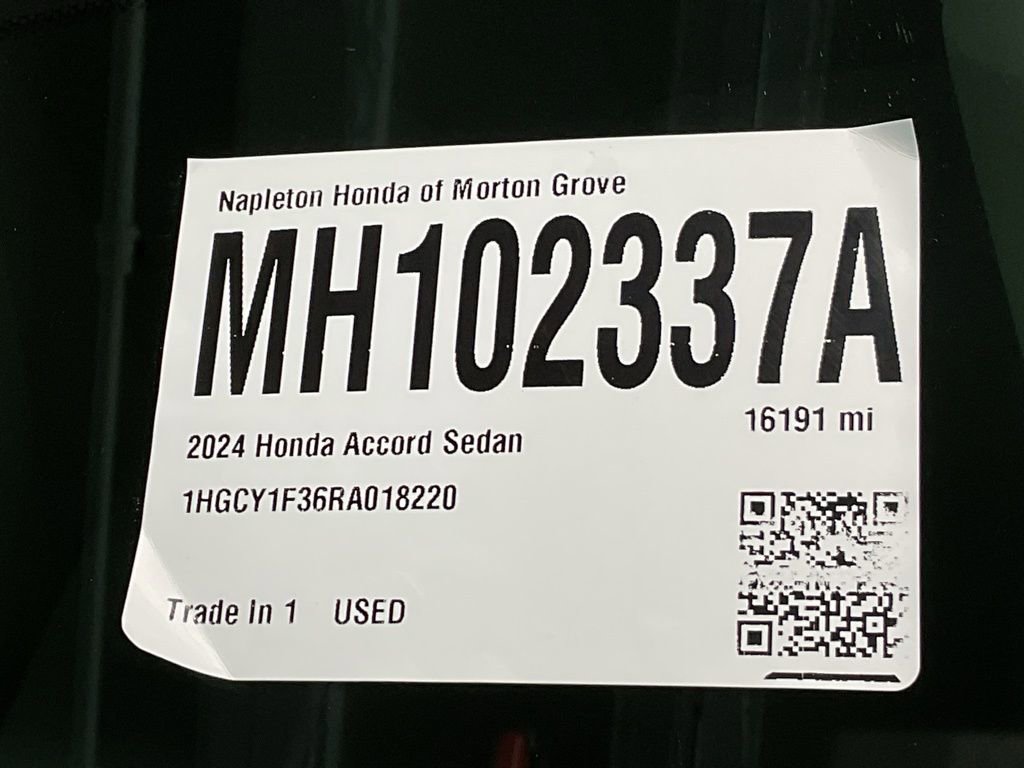 Napleton Honda of Morton Grove
MH102337A
16191 mi
2024 Honda Accord Sedan
1HGCY1F36RA018220
Trade In 1 USED